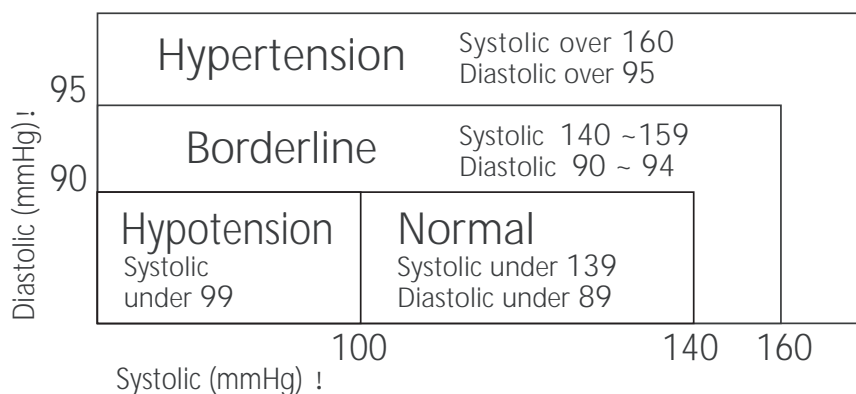 Hypertension
Systolic over 160
Diastolic over 95
95
Borderline
Systolic 140 ~159
Diastolic 90 ~ 94
90
Hypotension
Systolic
under 99
Normal
Systolic under 139
Diastolic under 89
Diastolic (mmHg) !
100
140
160
Systolic (mmHg) !